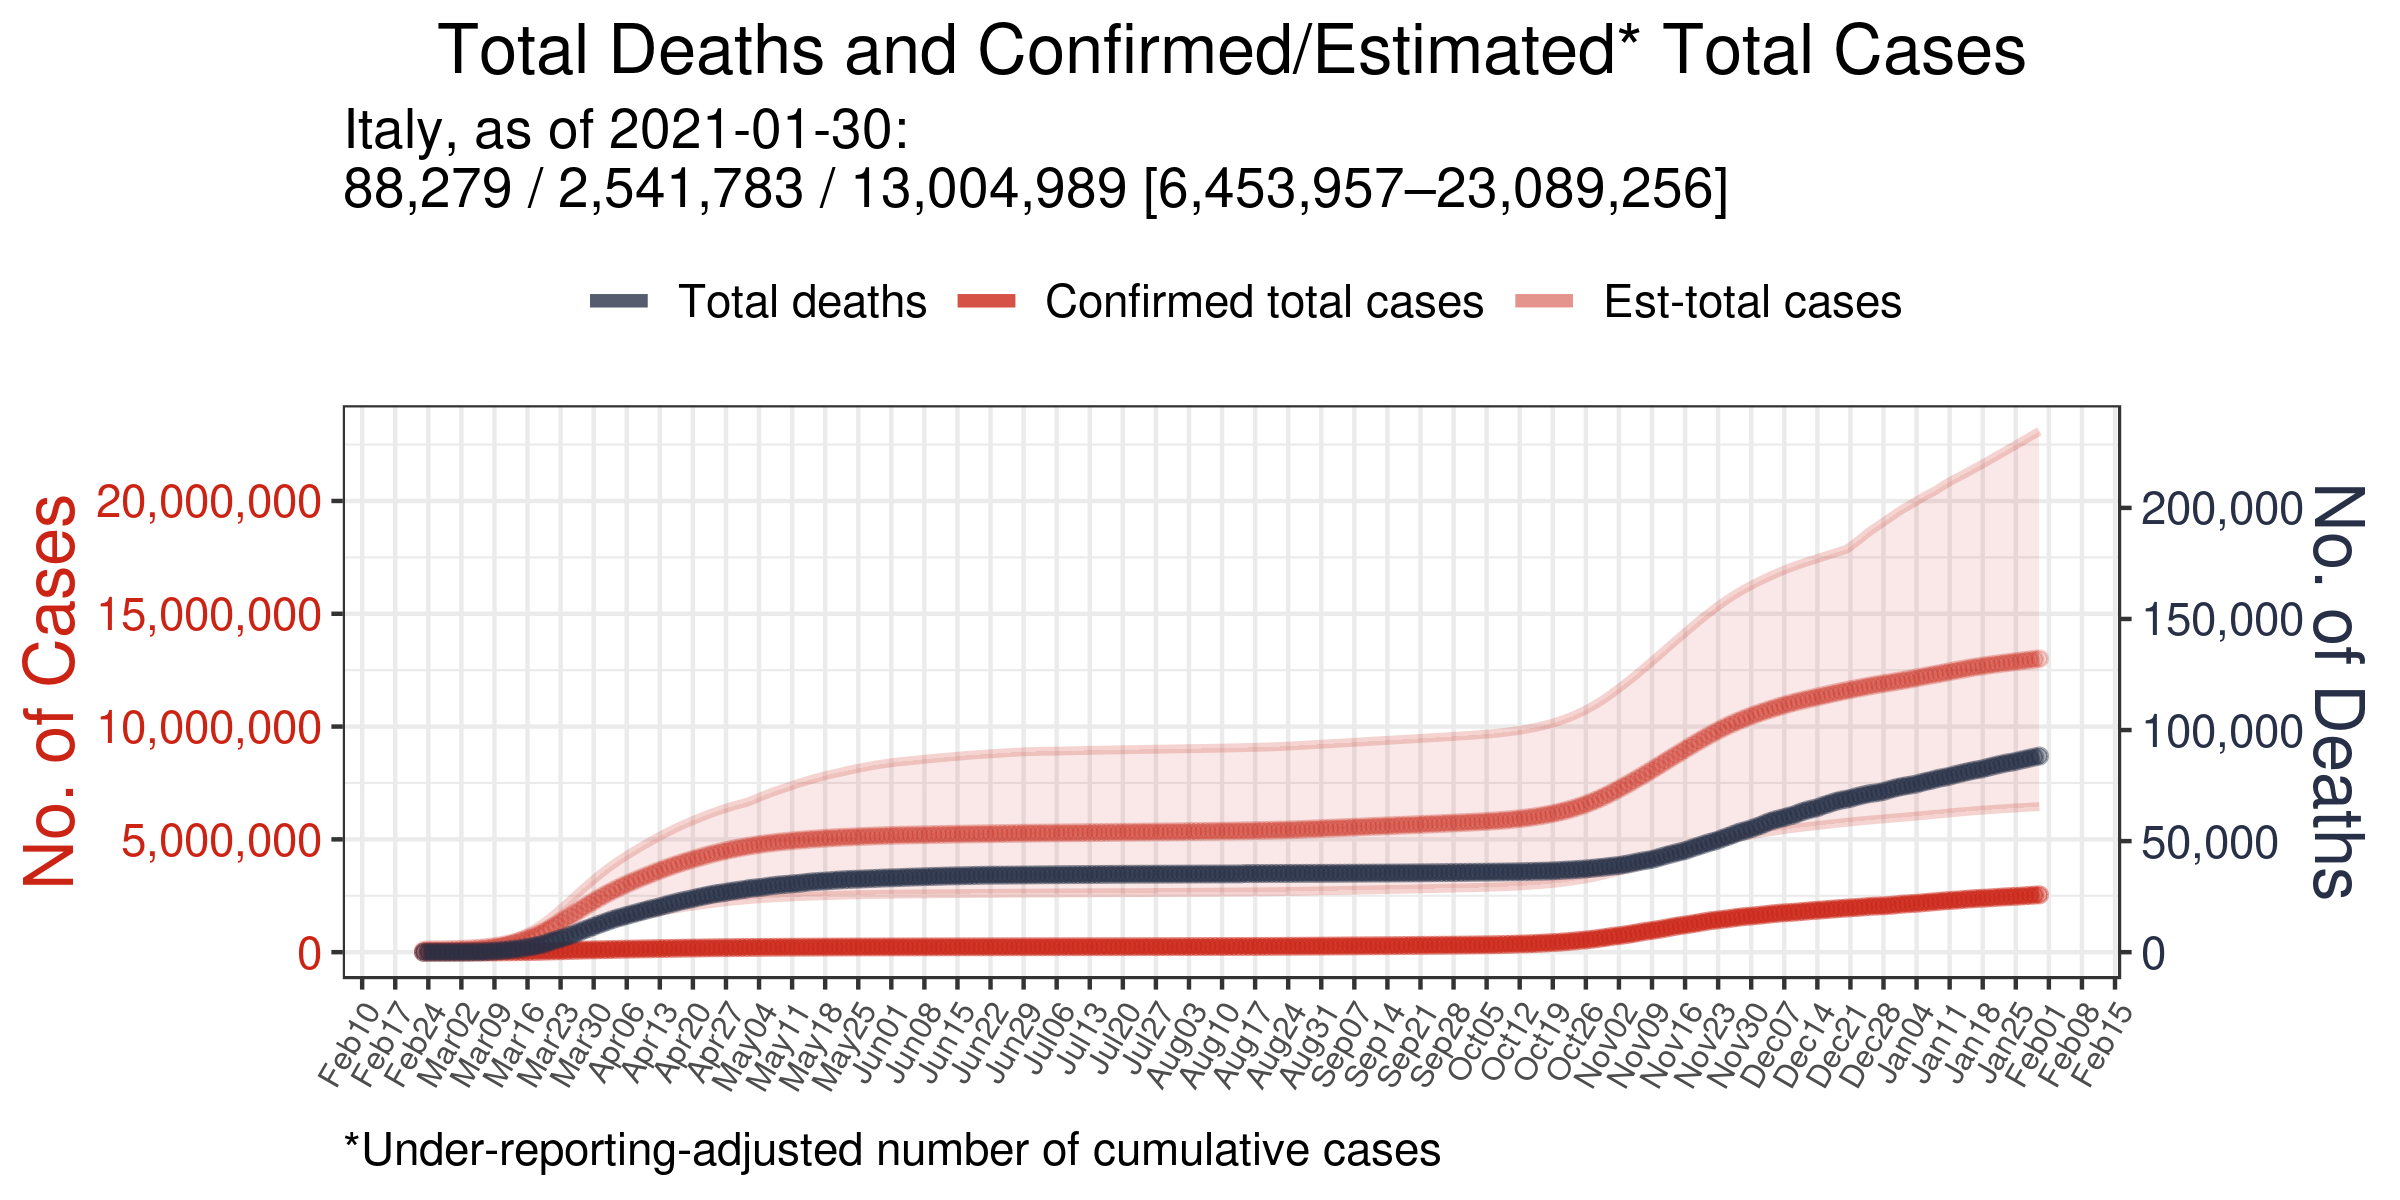 Total Deaths and Confirmed/Estimated* Total Cases
Italy, as of 2021-01-30:
88,279 / 2,541,783 / 13,004,989 [6,453,957–23,089,256]
Total deaths
Confirmed total cases
Est-total cases
No. of Cases
20,000,000
15,000,000
10,000,000
5,000,000
0
200,000
150,000
100,000
50,000
0
No. of Deaths
Feb10
Feb17
Feb24
Mar02
Mar09
Mar16
Mar23
Mar30
Apr06
Apr13
Apr20
Apr27
May04
May11
May18
May25
Jun01
Jun08
Jun15
Jun22
Jun29
Jul06
Jul13
Jul20
Jul27
Aug03
Aug10
Aug17
Aug24
Aug31
Sep07
Sep14
Sep21
Sep28
Oct05
Oct12
Oct19
Oct26
Nov02
Nov09
Nov16
Nov23
Nov30
Dec07
Dec14
Dec21
Dec28
Jan04
Jan11
Jan18
Jan25
Feb01
Feb08
Feb15
*Under-reporting-adjusted number of cumulative cases